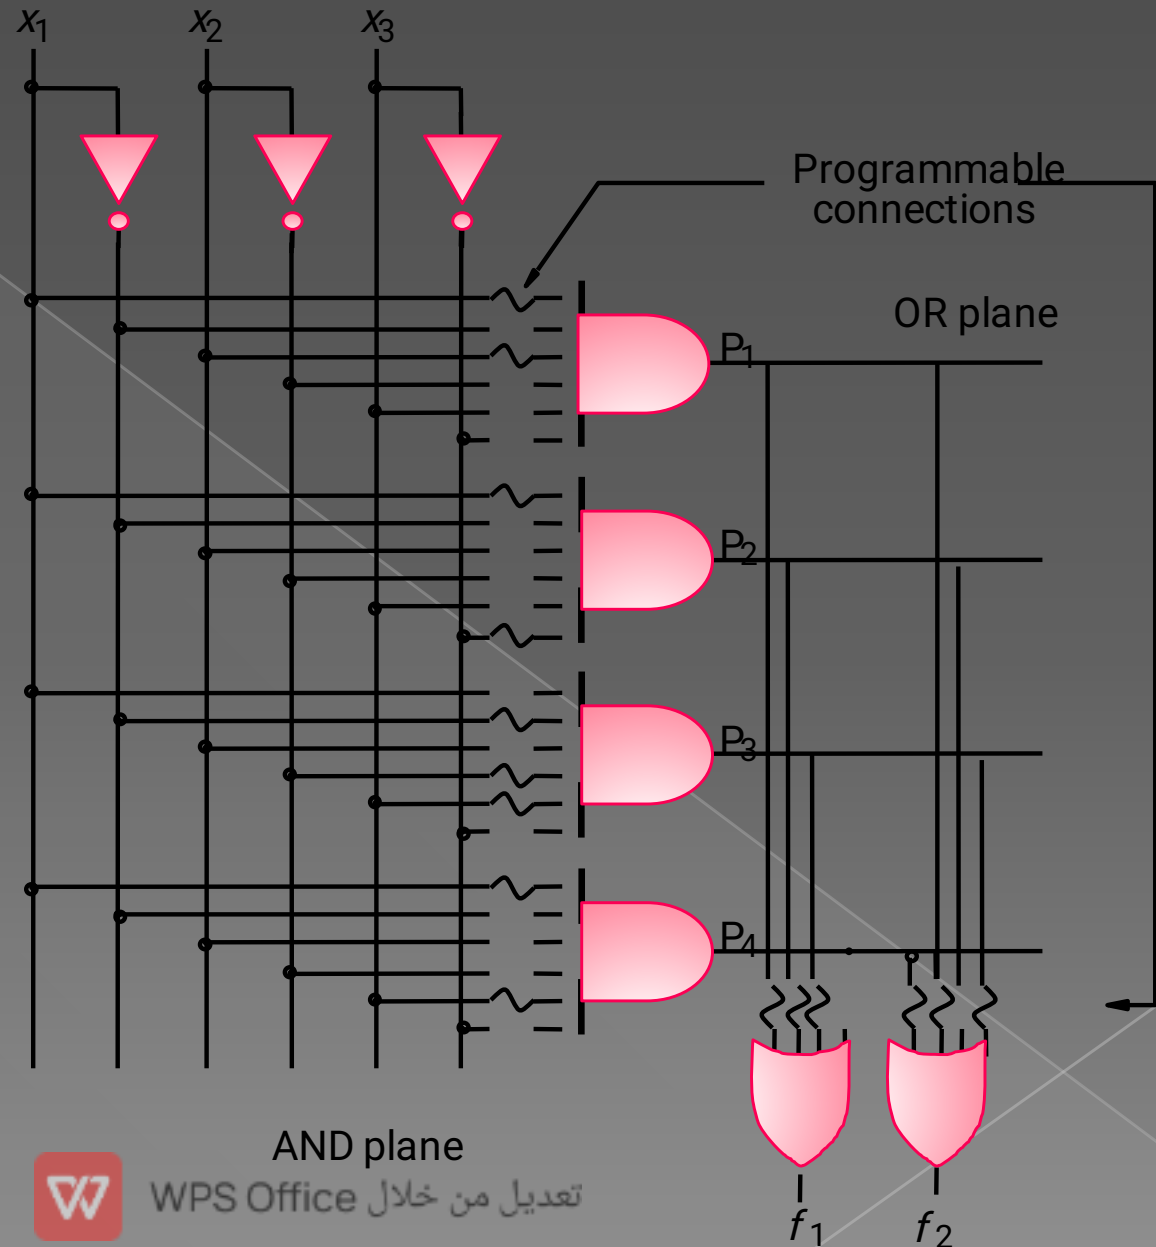 x1 x2 x3
Programmable
connections
OR plane
P1
P2
P3
P4
AND plane
WPS Office تعديل من خلال
f1 f2